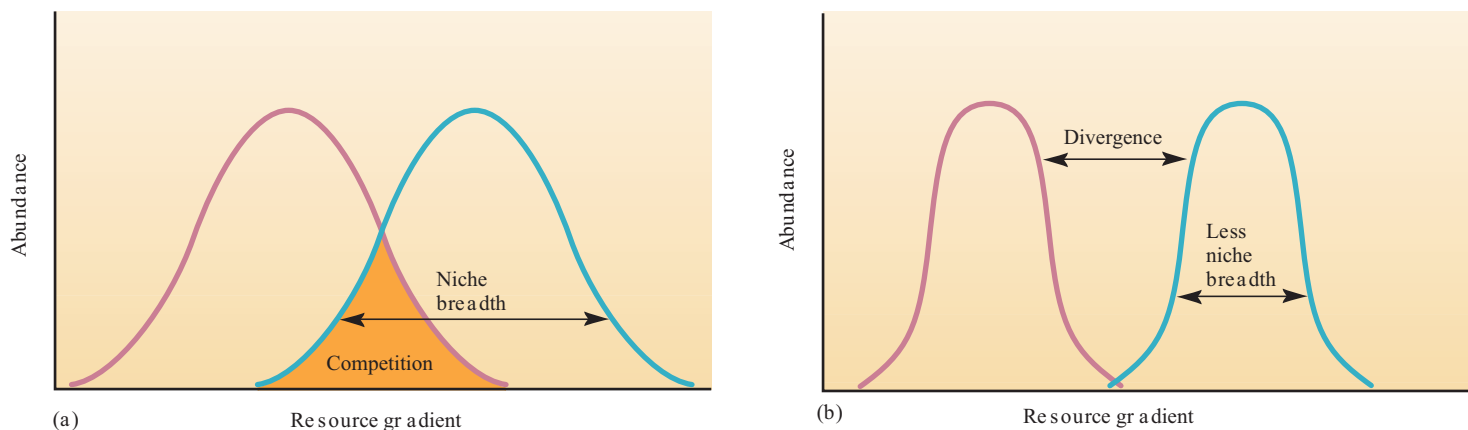 Abundance
Niche
breadth
Competition
(a)
Resource gradient
Abundance
Divergence
Less
niche
breadth
(b)
Resource gradient